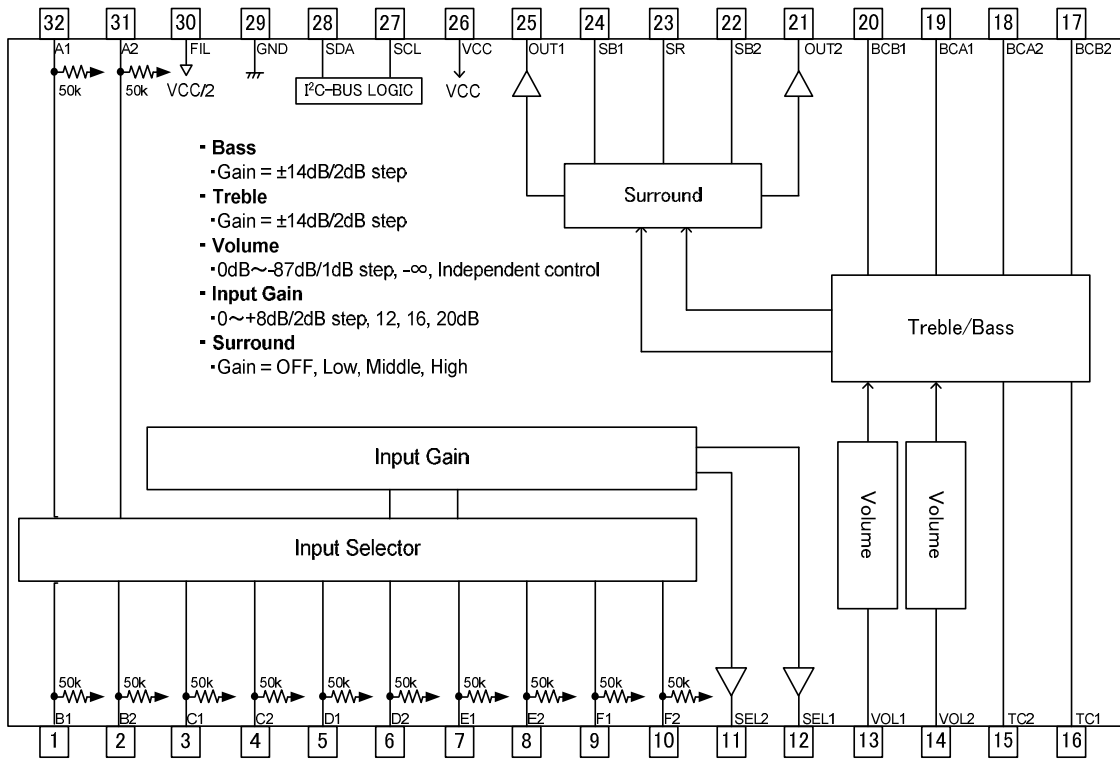 32 31 30 29 28 27 26 25 24 23 22 21 20 19 18 17
A1 A2 FIL GND SDA SCL VCC OUT1 SB1 SR SB2 OUT2 BCB1 BCA1 BCA2 BCB2
50k 50k VCC/2 I²C-BUS LOGIC VCC
- Bass
・Gain = ±14dB/2dB step
- Treble
・Gain = ±14dB/2dB step
- Volume
・0dB～-87dB/1dB step, -∞, Independent control
- Input Gain
・0～+8dB/2dB step, 12, 16, 20dB
- Surround
・Gain = OFF, Low, Middle, High
Surround
Treble/Bass
Input Gain
Volume
Volume
Input Selector
50k 50k 50k 50k 50k 50k 50k 50k 50k 50k
B1 B2 C1 C2 D1 D2 E1 E2 F1 F2 SEL2 SEL1 VOL1 VOL2 TC2 TC1
1 2 3 4 5 6 7 8 9 10 11 12 13 14 15 16